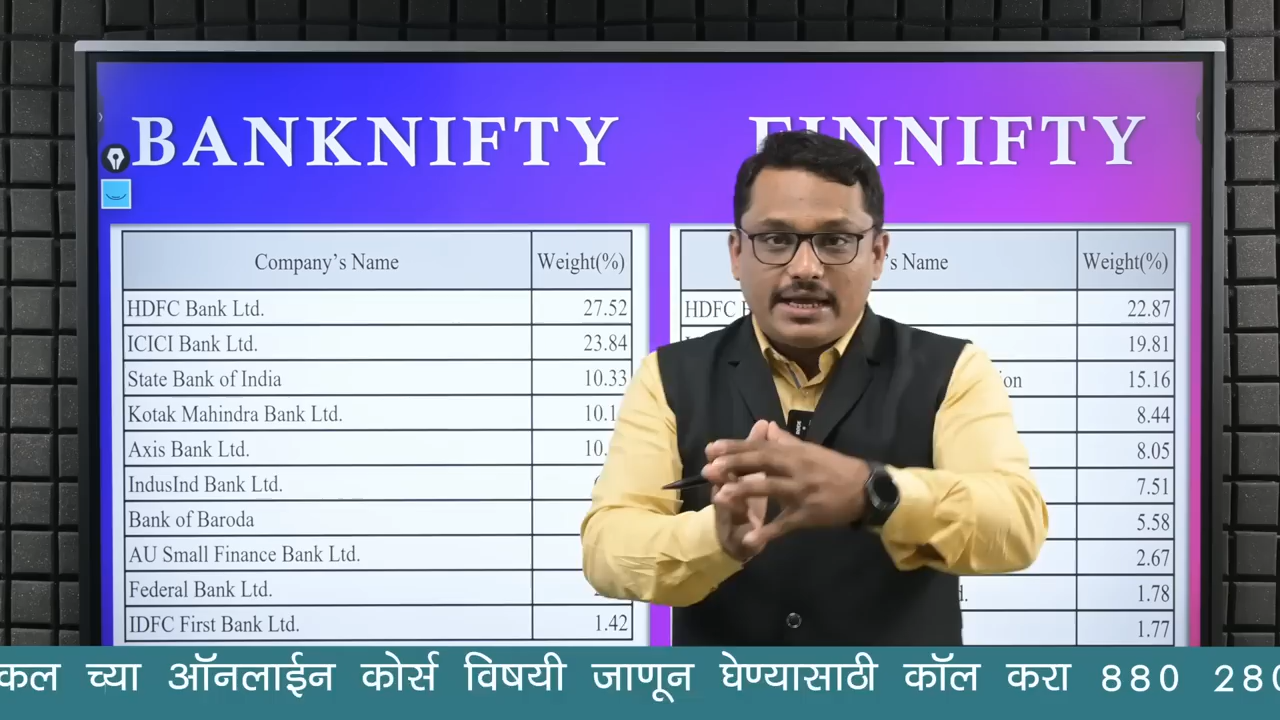 BANKNIFTY
Company's Name Weight(%)
HDFC Bank Ltd. 27.52
ICICI Bank Ltd. 23.84
State Bank of India 10.33
Kotak Mahindra Bank Ltd.
Axis Bank Ltd.
IndusInd Bank Ltd.
Bank of Baroda
AU Small Finance Bank Ltd.
Federal Bank Ltd.
IDFC First Bank Ltd. 1.42
FINNIFTY
Name Weight(%)
HDFC 22.87
19.81
15.16
8.44
8.05
7.51
5.58
2.67
1.78
1.77
च्या ऑनलाईन कोर्स विषयी जाणून घेण्यासाठी कॉल करा 880